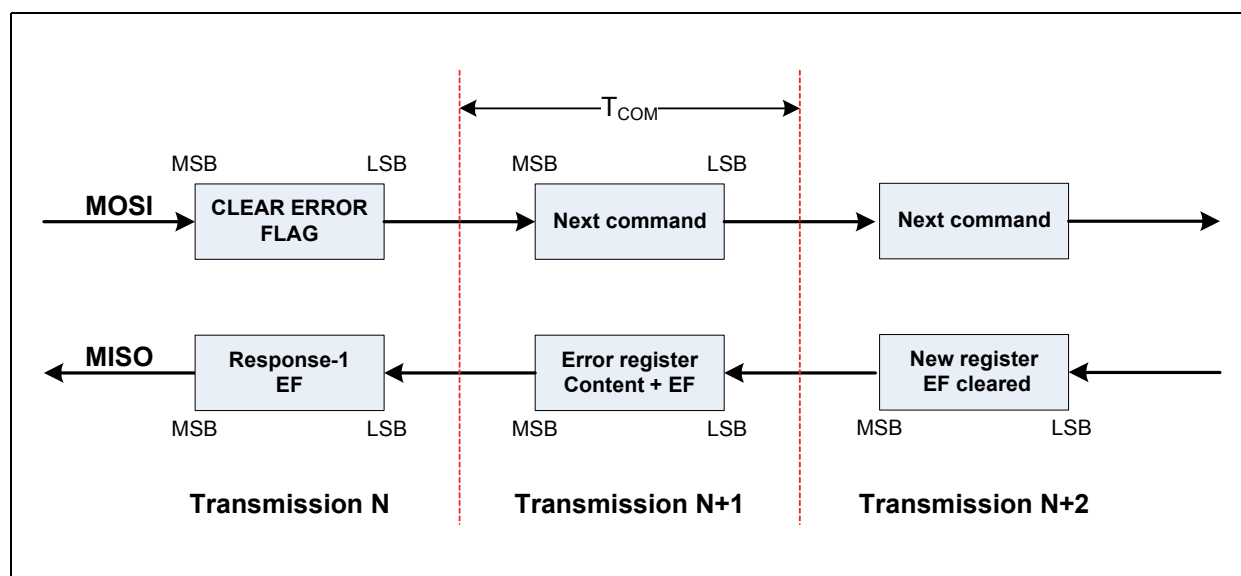 TCOM
MSB LSB MSB LSB
MOSI
CLEAR ERROR
FLAG
Next command
Next command
MISO
Response-1
EF
Error register
Content + EF
New register
EF cleared
MSB LSB MSB LSB MSB LSB
Transmission N Transmission N+1 Transmission N+2